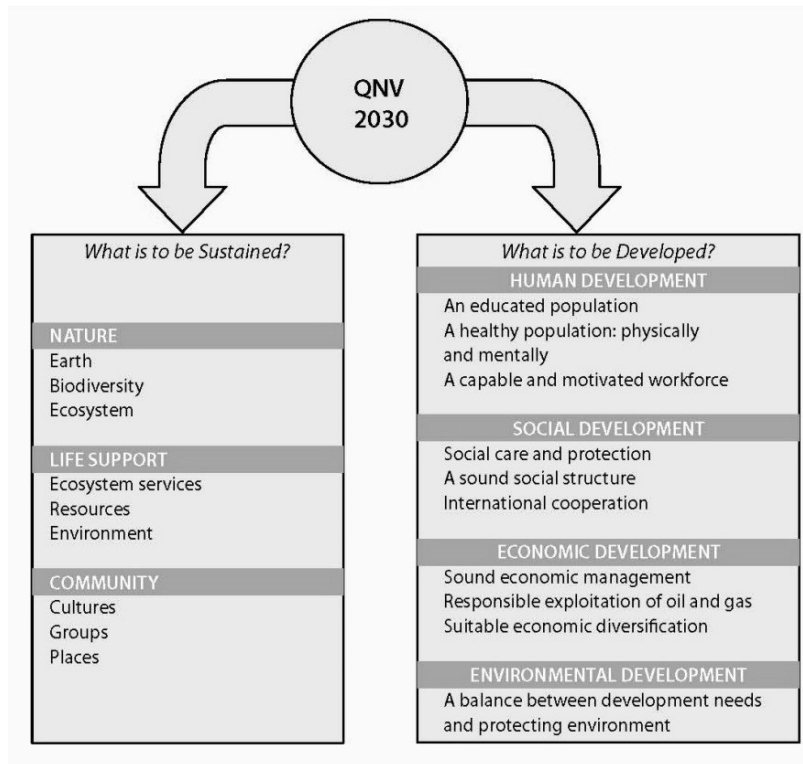 QNV
2030
What is to be Sustained?
NATURE
Earth
Biodiversity
Ecosystem
LIFE SUPPORT
Ecosystem services
Resources
Environment
COMMUNITY
Cultures
Groups
Places
What is to be Developed?
HUMAN DEVELOPMENT
An educated population
A healthy population: physically
and mentally
A capable and motivated workforce
SOCIAL DEVELOPMENT
Social care and protection
A sound social structure
International cooperation
ECONOMIC DEVELOPMENT
Sound economic management
Responsible exploitation of oil and gas
Suitable economic diversification
ENVIRONMENTAL DEVELOPMENT
A balance between development needs
and protecting environment